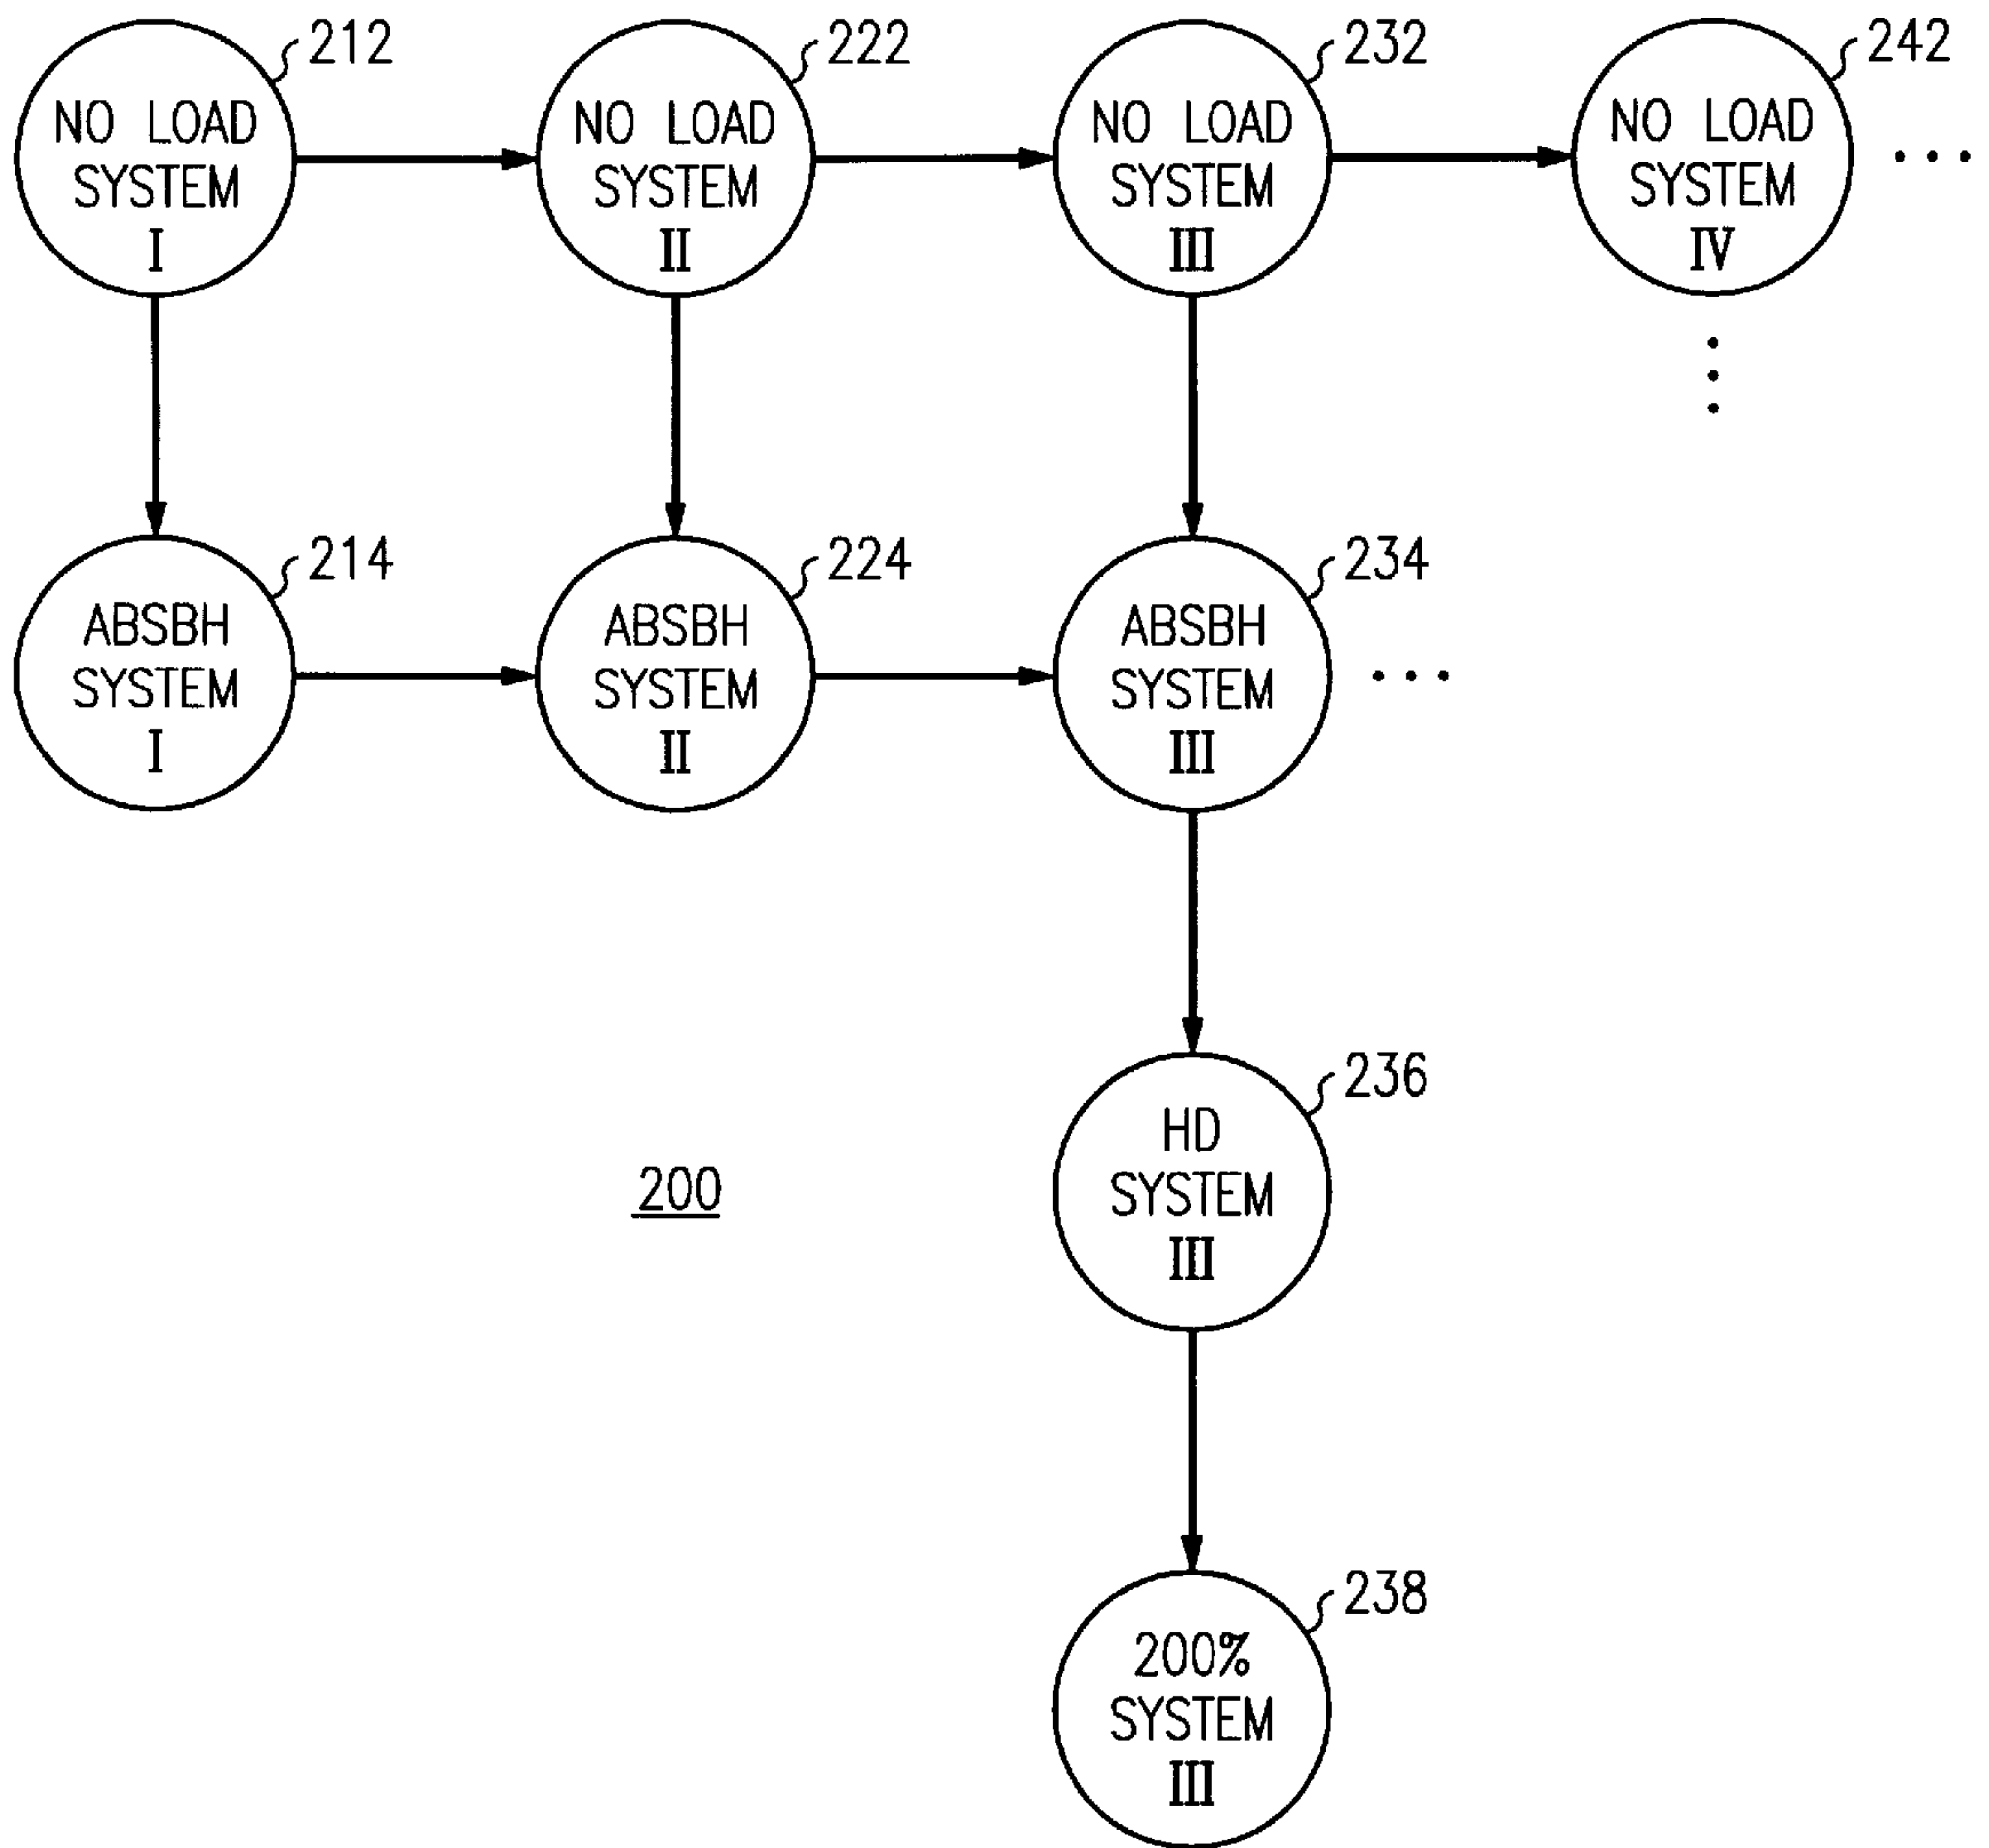 212
NO LOAD
SYSTEM
I
222
NO LOAD
SYSTEM
II
232
NO LOAD
SYSTEM
III
242
NO LOAD
SYSTEM
IV
214
ABSBH
SYSTEM
I
224
ABSBH
SYSTEM
II
234
ABSBH
SYSTEM
III
236
HD
SYSTEM
III
200
238
200%
SYSTEM
III